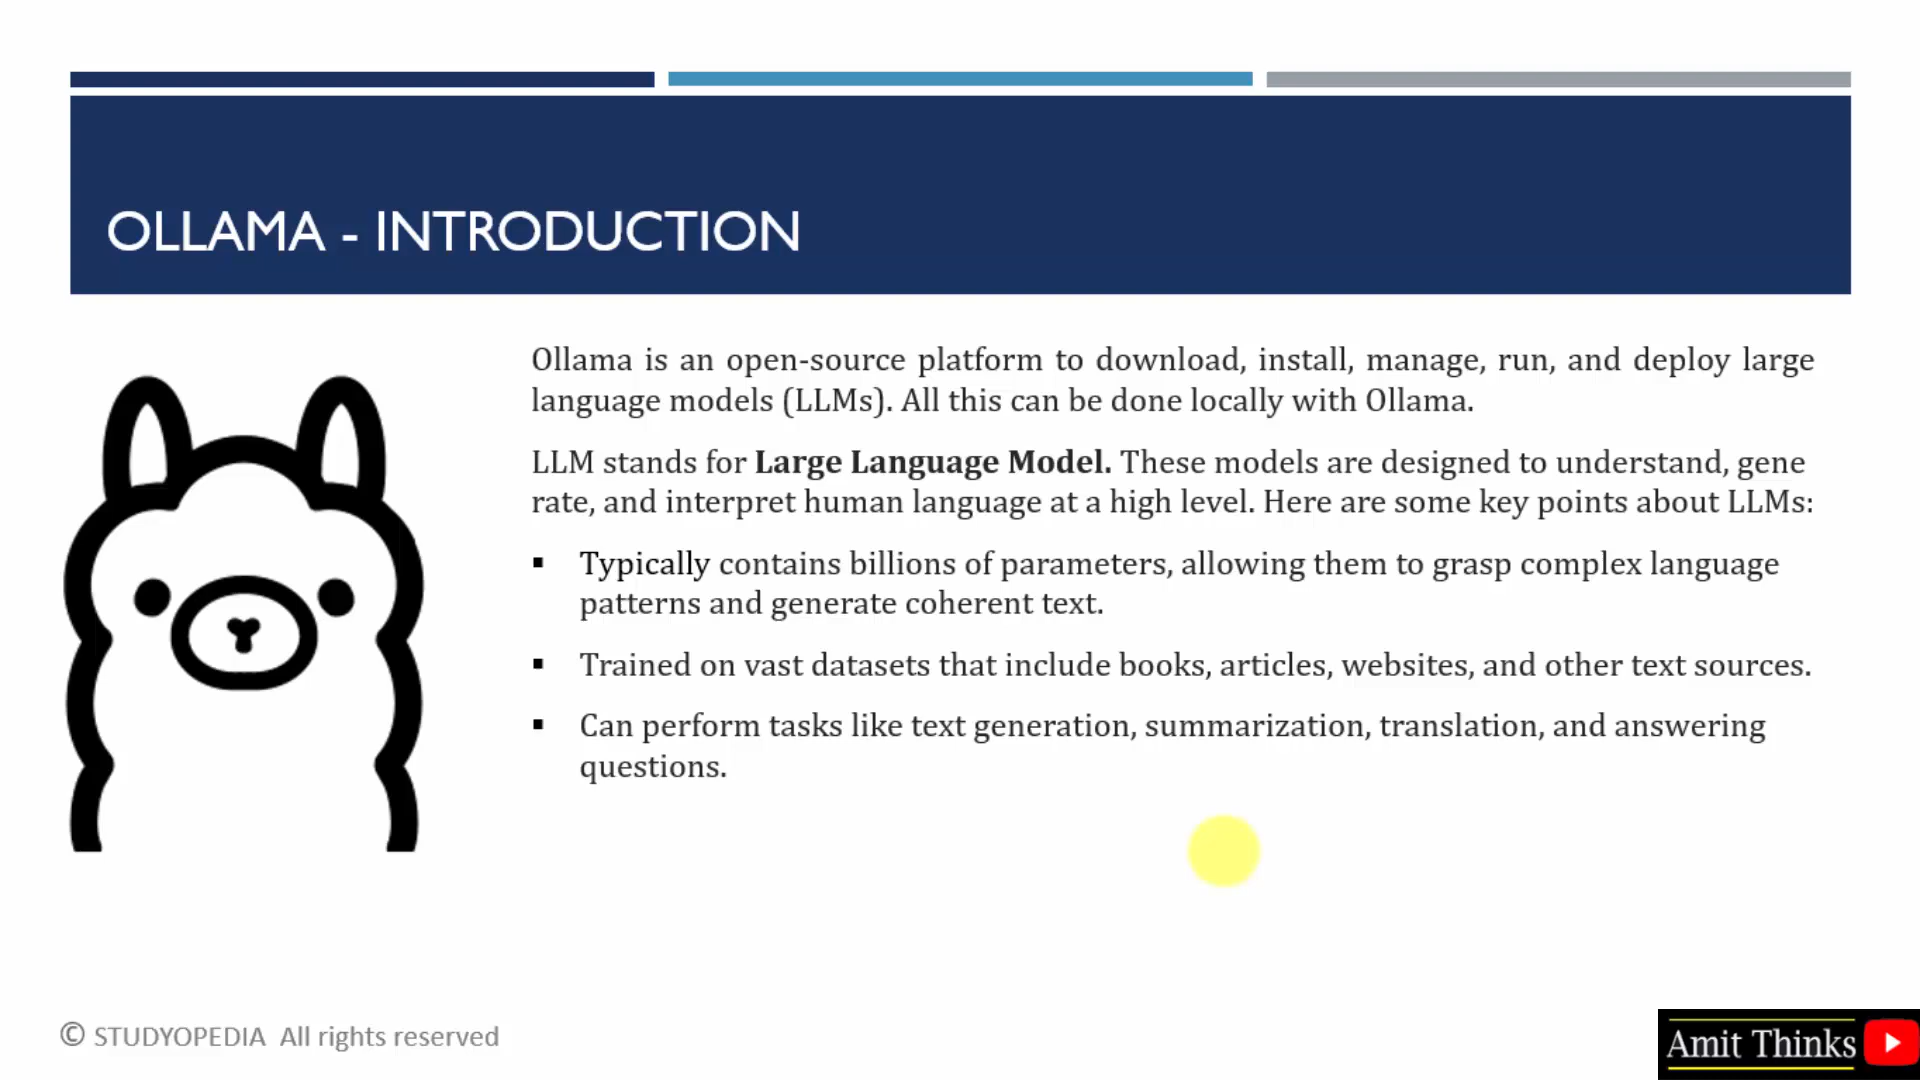 OLLAMA - INTRODUCTION
Ollama is an open-source platform to download, install, manage, run, and deploy large
language models (LLMs). All this can be done locally with Ollama.
LLM stands for Large Language Model. These models are designed to understand, gene
rate, and interpret human language at a high level. Here are some key points about LLMs:
▪ Typically contains billions of parameters, allowing them to grasp complex language
patterns and generate coherent text.
▪ Trained on vast datasets that include books, articles, websites, and other text sources.
▪ Can perform tasks like text generation, summarization, translation, and answering
questions.
© STUDYOPEDIA All rights reserved
Amit Thinks